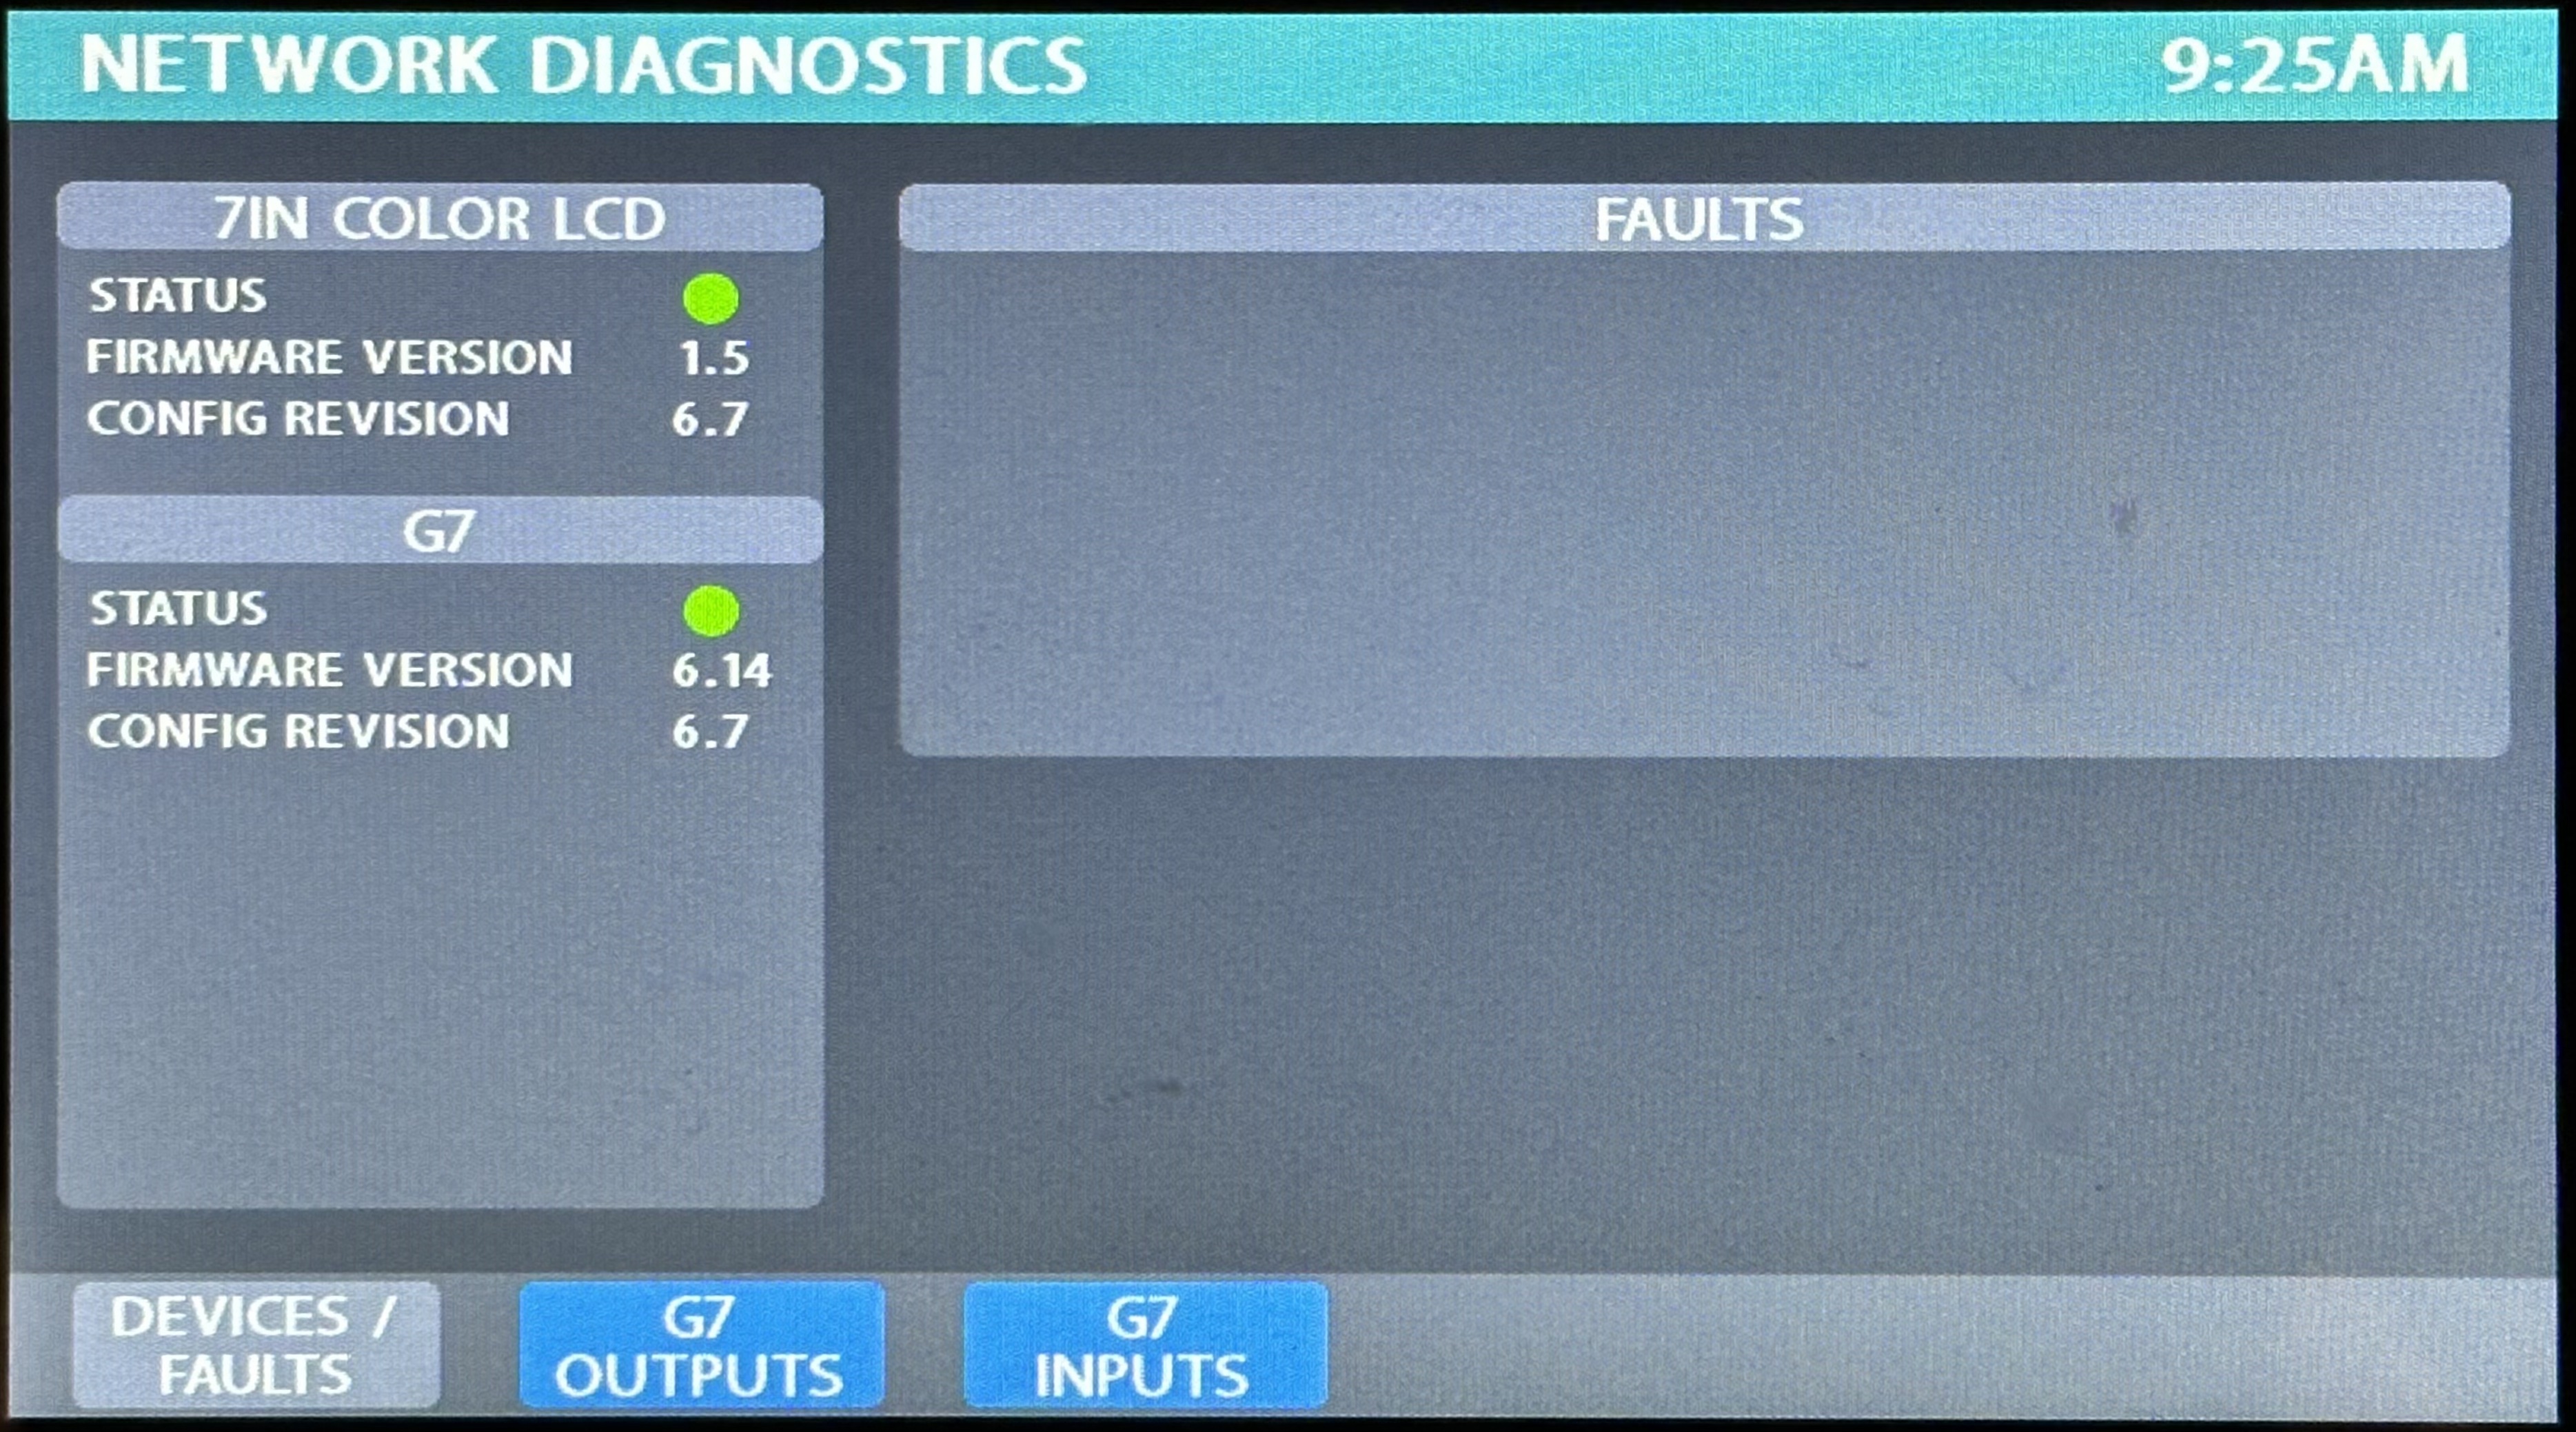 NETWORK DIAGNOSTICS 9:25AM
7IN COLOR LCD
STATUS
FIRMWARE VERSION 1.5
CONFIG REVISION 6.7
G7
STATUS
FIRMWARE VERSION 6.14
CONFIG REVISION 6.7
FAULTS
DEVICES /
FAULTS
G7
OUTPUTS
G7
INPUTS